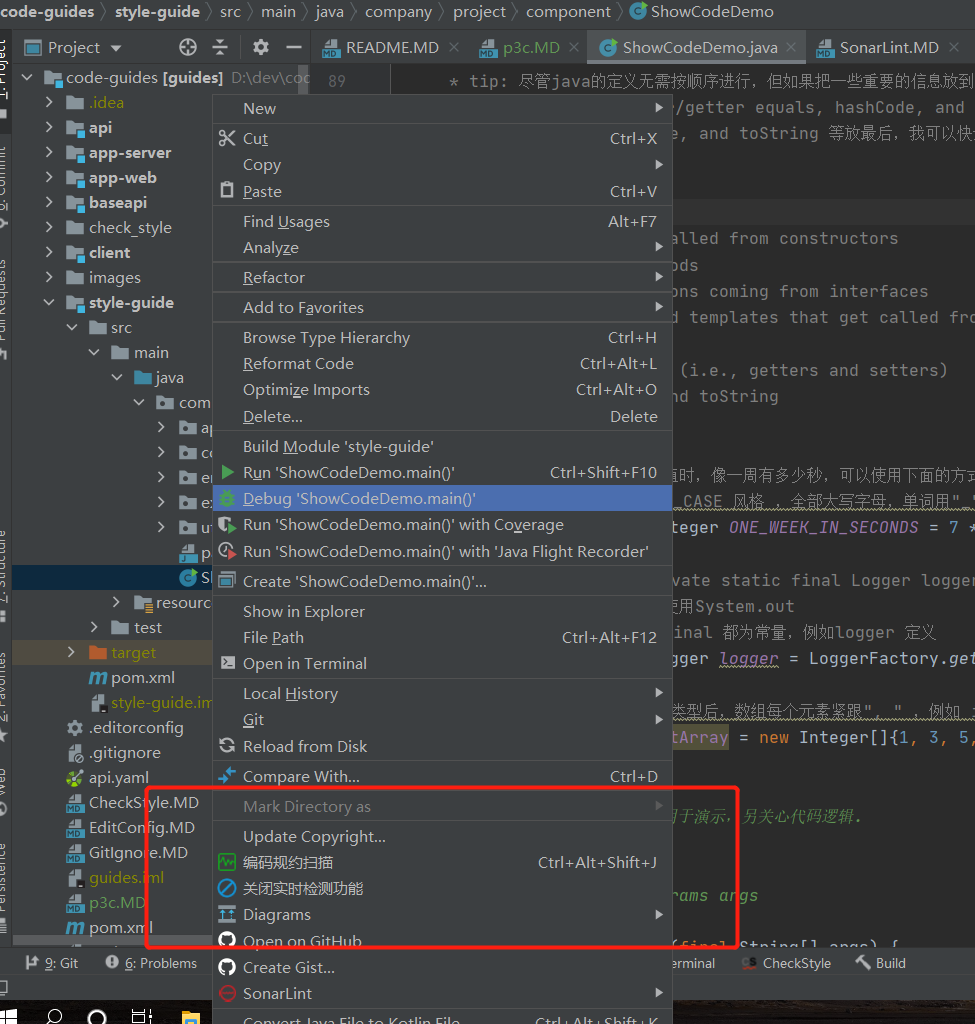 code-guides style-guide src main java company project component ShowCodeDemo
Project
README.MD
p3c.MD
ShowCodeDemo.java
SonarLint.MD
1: Project
Commit
Pull Requests
Z: Structure
2: Favorites
Web
Persistence
code-guides [guides] D:\dev\coc
.idea
api
app-server
app-web
baseapi
check_style
client
images
style-guide
src
main
java
com
resourc
test
target
pom.xml
style-guide.im
.editorconfig
.gitignore
api.yaml
CheckStyle.MD
EditConfig.MD
GitIgnore.MD
guides.iml
p3c.MD
pom.xml
New
Cut Ctrl+X
Copy
Paste Ctrl+V
Find Usages Alt+F7
Analyze
Refactor
Add to Favorites
Browse Type Hierarchy Ctrl+H
Reformat Code Ctrl+Alt+L
Optimize Imports Ctrl+Alt+O
Delete... Delete
Build Module 'style-guide'
Run 'ShowCodeDemo.main()' Ctrl+Shift+F10
Debug 'ShowCodeDemo.main()'
Run 'ShowCodeDemo.main()' with Coverage
Run 'ShowCodeDemo.main()' with 'Java Flight Recorder'
Create 'ShowCodeDemo.main()'...
Show in Explorer
File Path Ctrl+Alt+F12
Open in Terminal
Local History
Git
Reload from Disk
Compare With... Ctrl+D
Mark Directory as
Update Copyright...
编码规约扫描 Ctrl+Alt+Shift+J
关闭实时检测功能
Diagrams
Open on GitHub
Create Gist...
SonarLint
Convert Java File to Kotlin File Ctrl+Alt+Shift+K
89 * tip: 尽管java的定义无需按顺序进行，但如果把一些重要的信息放到
/getter equals, hashCode, and
e, and toString 等放最后，我可以快
alled from constructors
ods
ons coming from interfaces
d templates that get called fro
(i.e., getters and setters)
nd toString
值时，像一周有多少秒，可以使用下面的方式
_CASE 风格 ，全部大写字母，单词用"_"
teger ONE_WEEK_IN_SECONDS = 7 *
ivate static final Logger logger
使用System.out
inal 都为常量，例如logger 定义
gger logger = LoggerFactory.get
类型后，数组每个元素紧跟", " ，例如
tArray = new Integer[]{1, 3, 5,
用于演示，另关心代码逻辑.
rams args
(final String[] args) {
9: Git
6: Problems
erminal
CheckStyle
Build